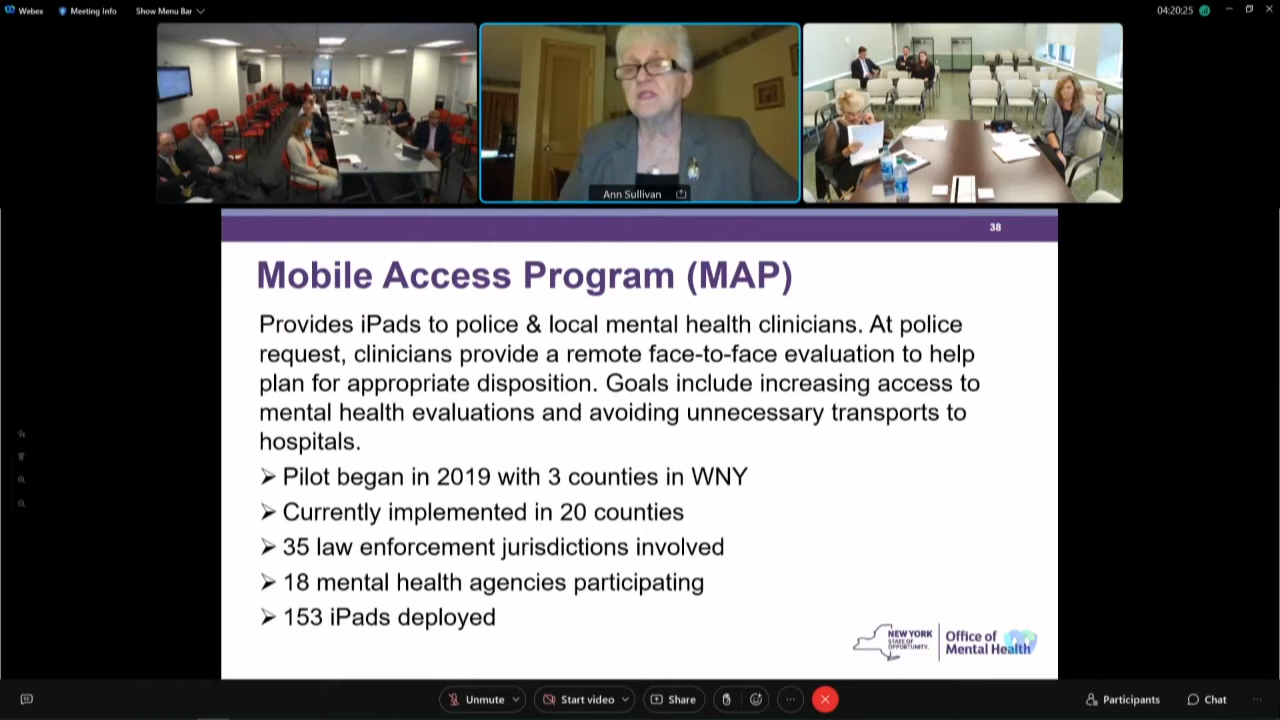 Webex
Meeting Info
Show Menu Bar
04:20:25
Ann Sullivan
38
Mobile Access Program (MAP)
Provides iPads to police & local mental health clinicians. At police
request, clinicians provide a remote face-to-face evaluation to help
plan for appropriate disposition. Goals include increasing access to
mental health evaluations and avoiding unnecessary transports to
hospitals.
➢ Pilot began in 2019 with 3 counties in WNY
➢ Currently implemented in 20 counties
➢ 35 law enforcement jurisdictions involved
➢ 18 mental health agencies participating
➢ 153 iPads deployed
NEW YORK
STATE OF
OPPORTUNITY.
Office of
Mental Health
Unmute
Start video
Share
Participants
Chat